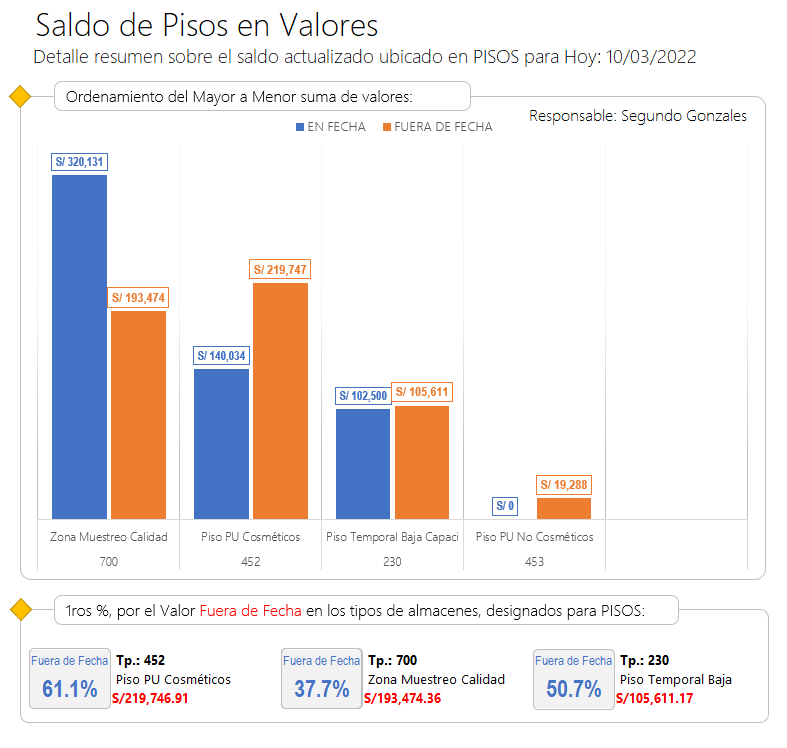 Saldo de Pisos en Valores
Detalle resumen sobre el saldo actualizado ubicado en PISOS para Hoy: 10/03/2022
Ordenamiento del Mayor a Menor suma de valores:
Responsable: Segundo Gonzales
EN FECHA FUERA DE FECHA
S/ 320,131
S/ 193,474
S/ 140,034
S/ 219,747
S/ 102,500
S/ 105,611
S/ 0
S/ 19,288
Zona Muestreo Calidad Piso PU Cosméticos Piso Temporal Baja Capaci Piso PU No Cosméticos
700 452 230 453
1ros %, por el Valor Fuera de Fecha en los tipos de almacenes, designados para PISOS:
Fuera de Fecha
61.1%
Tp.: 452
Piso PU Cosméticos
S/219,746.91
Fuera de Fecha
37.7%
Tp.: 700
Zona Muestreo Calidad
S/193,474.36
Fuera de Fecha
50.7%
Tp.: 230
Piso Temporal Baja
S/105,611.17